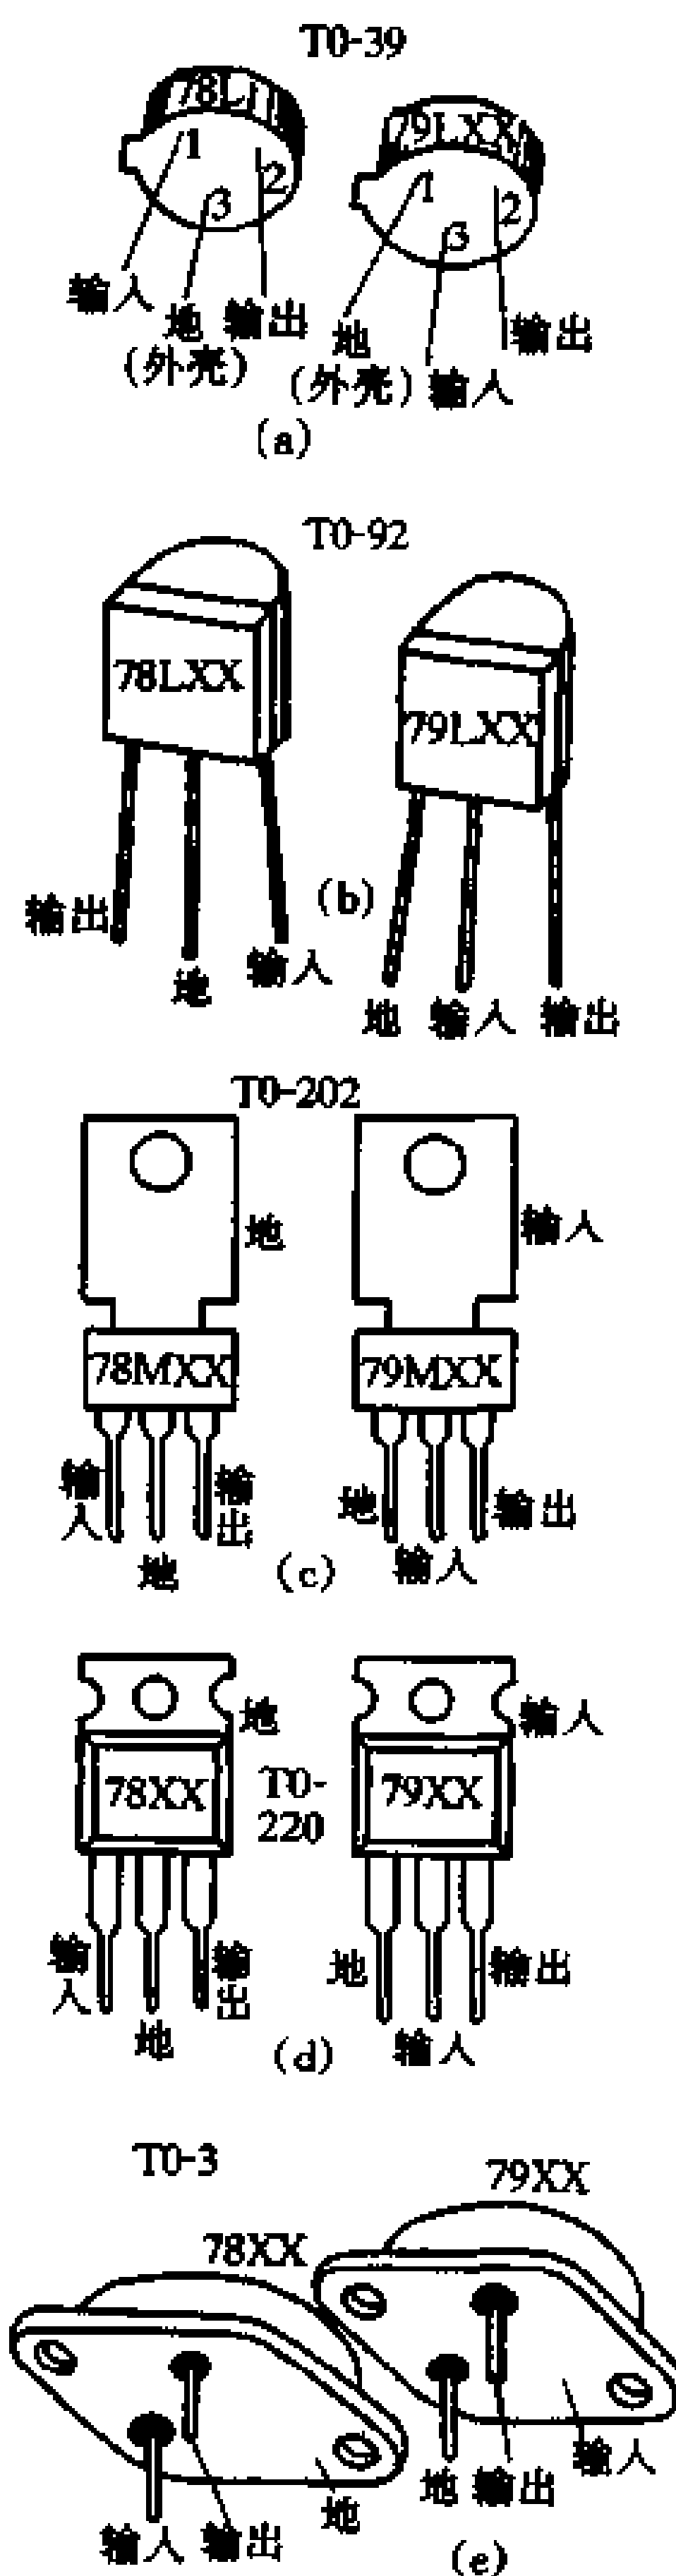 T0-39
78L
1
2
3
输入
地
(外壳)
输出
79LXX
1
2
3
地
(外壳)
输入
输出
(a)
T0-92
78LXX
79LXX
输出
地
输入
(b)
地
输入
输出
T0-202
地
输入
78MXX
79MXX
输入
地
输出
(c)
地
输入
输出
地
输入
78XX
T0-
220
79XX
输入
地
输出
(d)
地
输入
输出
T0-3
79XX
78XX
输入
输出
地
地
输出
输入
(e)